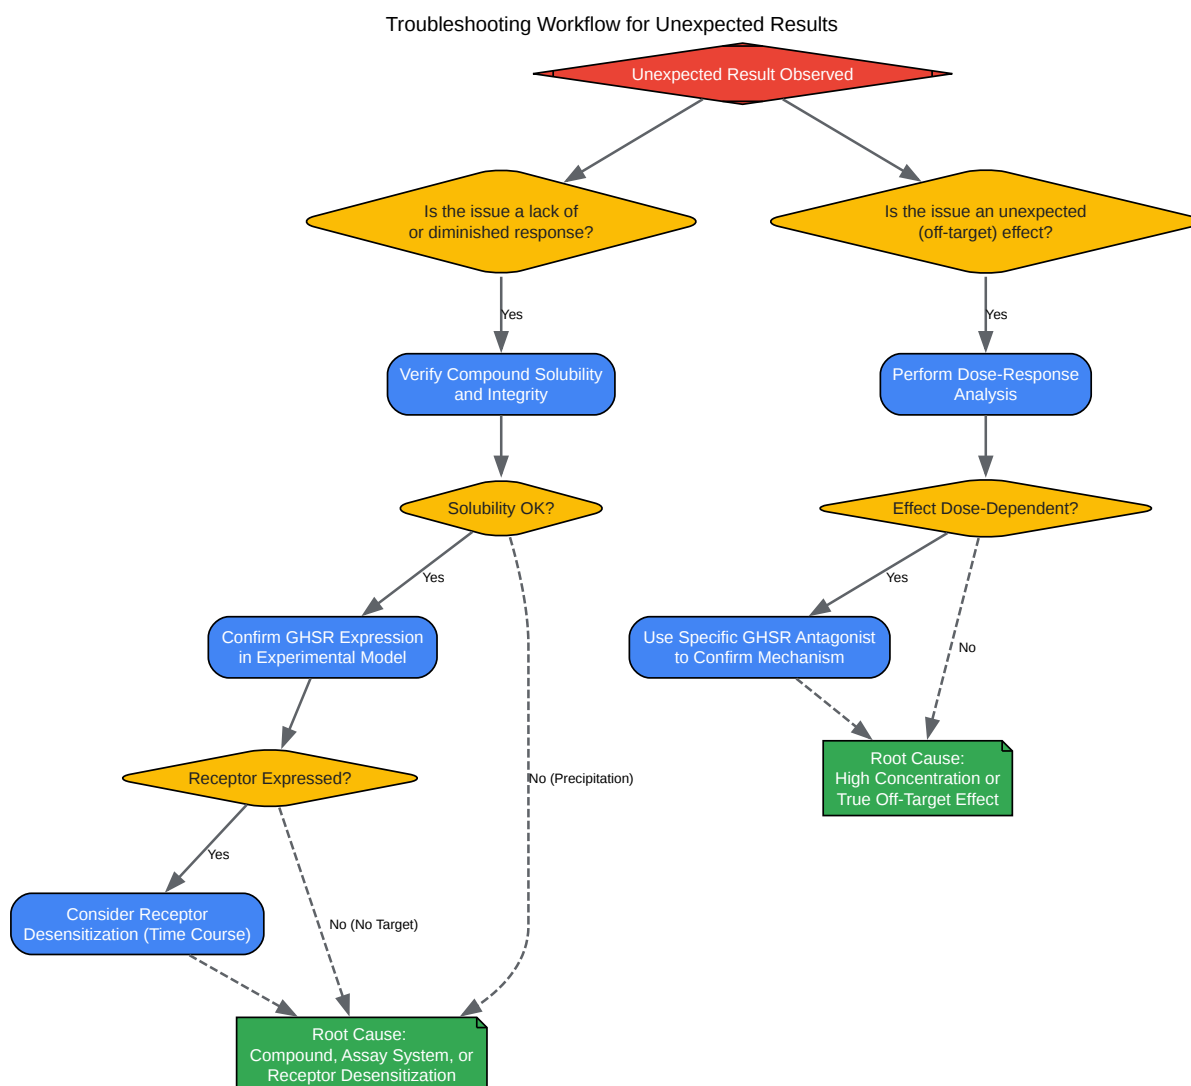 Troubleshooting Workflow for Unexpected Results
Unexpected Result Observed
Is the issue a lack of
or diminished response?
Is the issue an unexpected
(off-target) effect?
Yes
Yes
Verify Compound Solubility
and Integrity
Perform Dose-Response
Analysis
Solubility OK?
Effect Dose-Dependent?
Yes
Yes
Confirm GHSR Expression
in Experimental Model
Use Specific GHSR Antagonist
to Confirm Mechanism
No
Receptor Expressed?
No (Precipitation)
Root Cause:
High Concentration or
True Off-Target Effect
Yes
Consider Receptor
Desensitization (Time Course)
No (No Target)
Root Cause:
Compound, Assay System, or
Receptor Desensitization